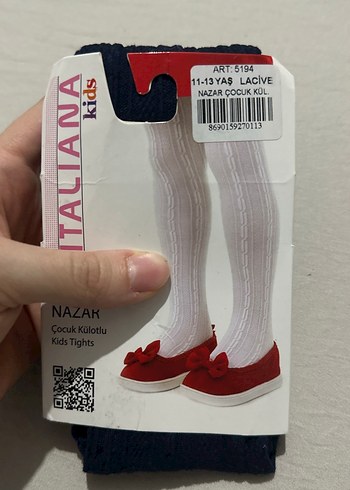 ART: 5194
11-13 YAŞ LACİVE
NAZAR ÇOCUK KÜL.
8690159270113
ITALIANA
kids
NAZAR
Çocuk Külotlu
Kids Tights